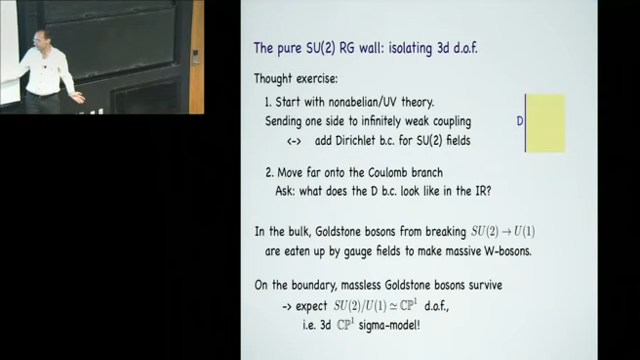 The pure SU(2) RG wall: isolating 3d d.o.f.
Thought exercise:
1. Start with nonabelian/UV theory.
Sending one side to infinitely weak coupling
<-> add Dirichlet b.c. for SU(2) fields
D
2. Move far onto the Coulomb branch
Ask: what does the D b.c. look like in the IR?
In the bulk, Goldstone bosons from breaking SU(2) → U(1)
are eaten up by gauge fields to make massive W-bosons.
On the boundary, massless Goldstone bosons survive
-> expect SU(2)/U(1) ≃ ℂℙ¹ d.o.f.,
i.e. 3d ℂℙ¹ sigma-model!